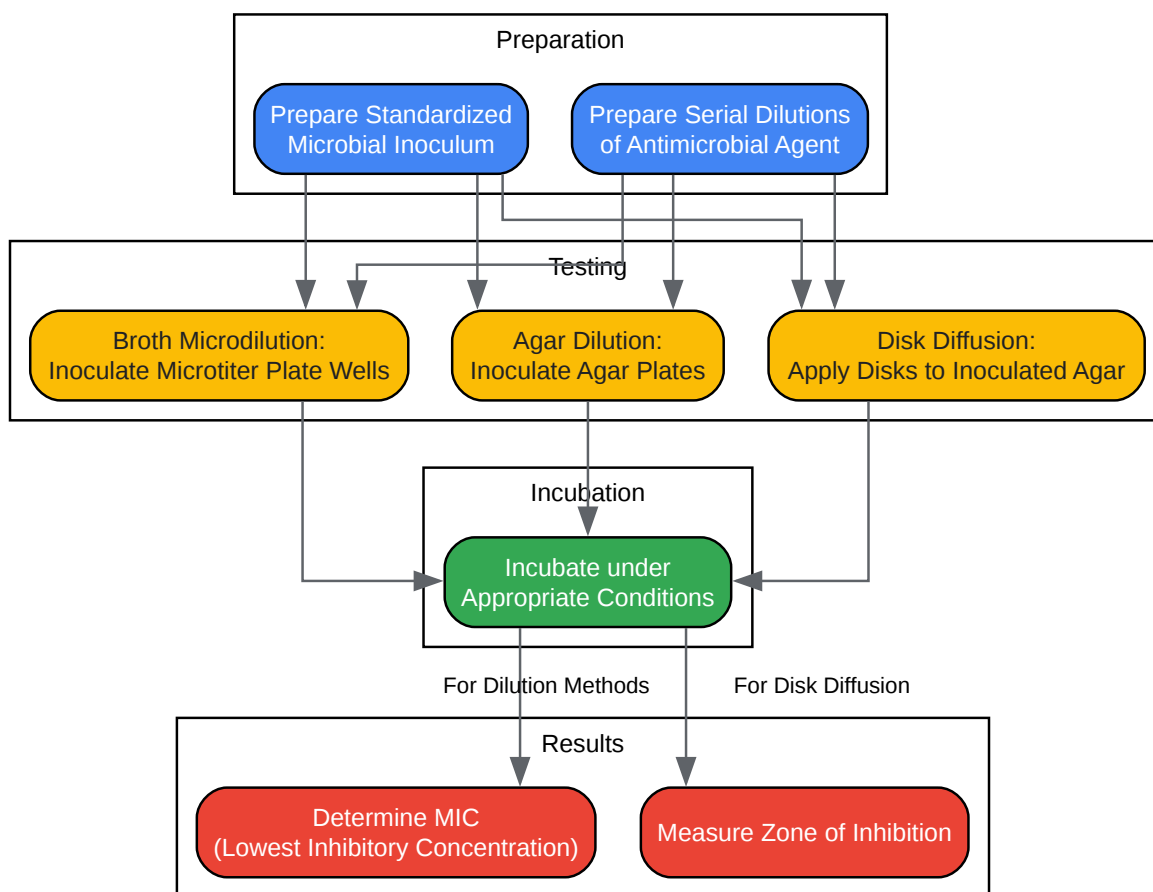 Preparation
Prepare Standardized
Microbial Inoculum
Prepare Serial Dilutions
of Antimicrobial Agent
Testing
Broth Microdilution:
Inoculate Microtiter Plate Wells
Agar Dilution:
Inoculate Agar Plates
Disk Diffusion:
Apply Disks to Inoculated Agar
Incubation
Incubate under
Appropriate Conditions
For Dilution Methods
For Disk Diffusion
Results
Determine MIC
(Lowest Inhibitory Concentration)
Measure Zone of Inhibition